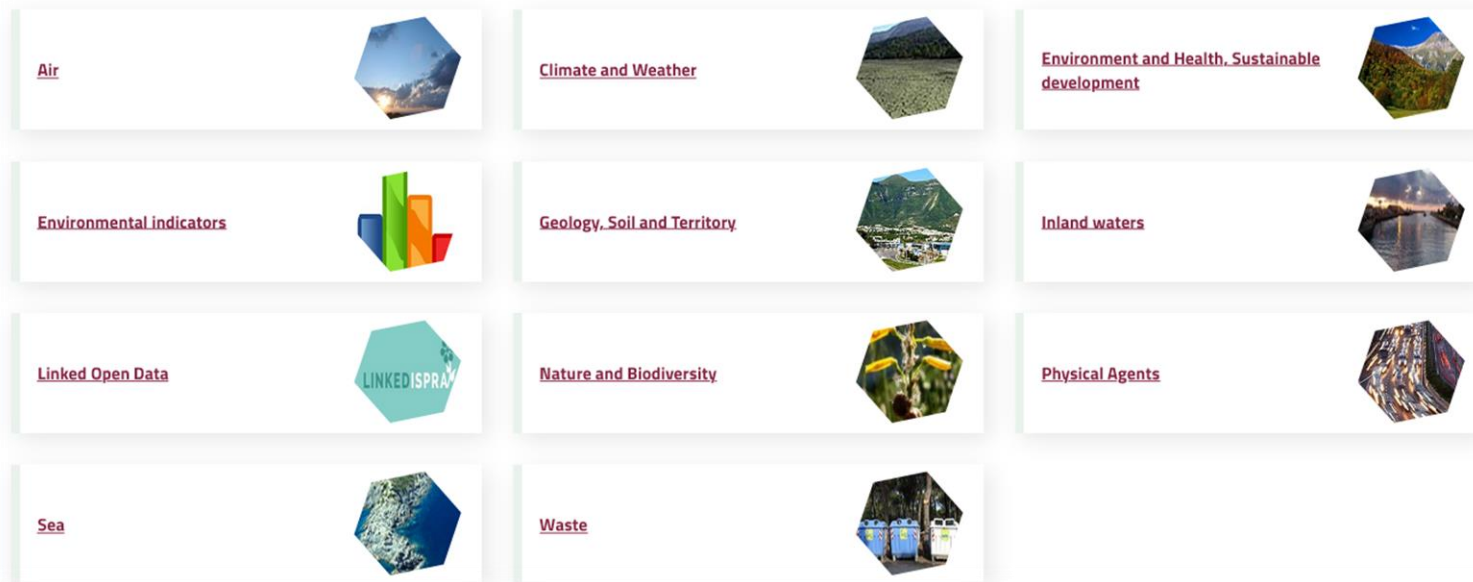 Air
Climate and Weather
Environment and Health, Sustainable
development
Environmental indicators
Geology, Soil and Territory
Inland waters
Linked Open Data
LINKEDISPRA
Nature and Biodiversity
Physical Agents
Sea
Waste